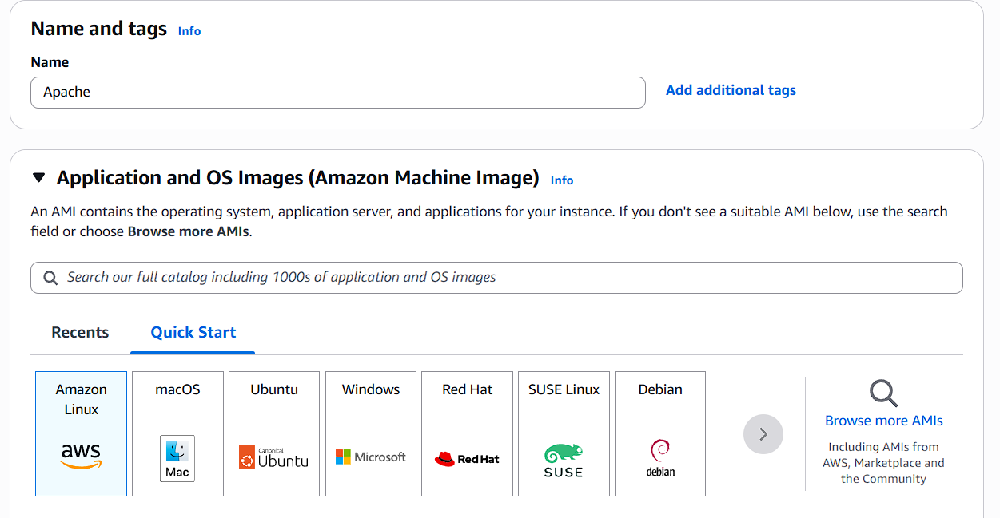 Name and tags Info
Name
Apache
Add additional tags
Application and OS Images (Amazon Machine Image) Info
An AMI contains the operating system, application server, and applications for your instance. If you don't see a suitable AMI below, use the search
field or choose Browse more AMIs.
Search our full catalog including 1000s of application and OS images
Recents
Quick Start
Amazon
Linux
aws
macOS
Mac
Ubuntu
Canonical
Ubuntu
Windows
Microsoft
Red Hat
Red Hat
SUSE Linux
SUSE
Debian
debian
Browse more AMIs
Including AMIs from
AWS, Marketplace and
the Community